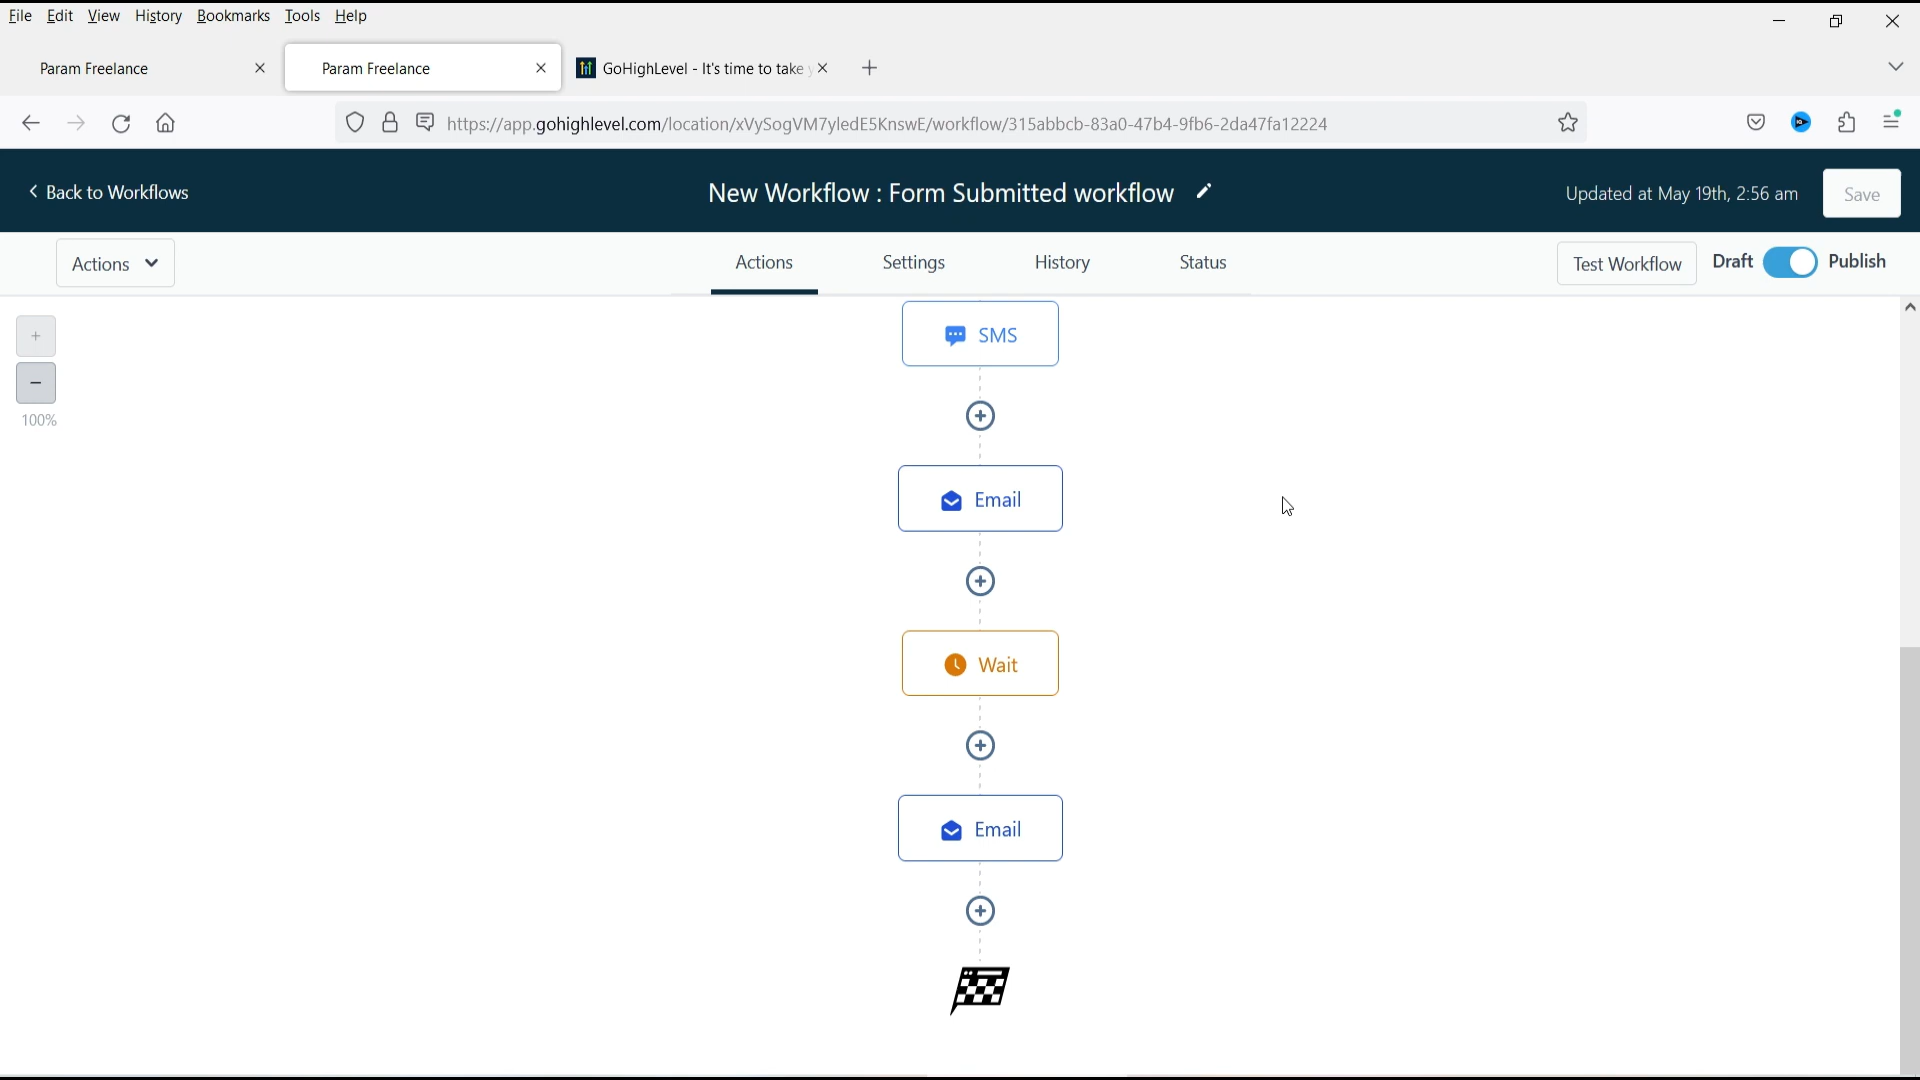 File Edit View History Bookmarks Tools Help
Param Freelance
Param Freelance
GoHighLevel - It's time to take
https://app.gohighlevel.com/location/xVySogVM7yledE5KnswE/workflow/315abbcb-83a0-47b4-9fb6-2da47fa12224
Back to Workflows
New Workflow : Form Submitted workflow
Updated at May 19th, 2:56 am
Save
Actions
Actions
Settings
History
Status
Test Workflow
Draft
Publish
SMS
100%
Email
Wait
Email